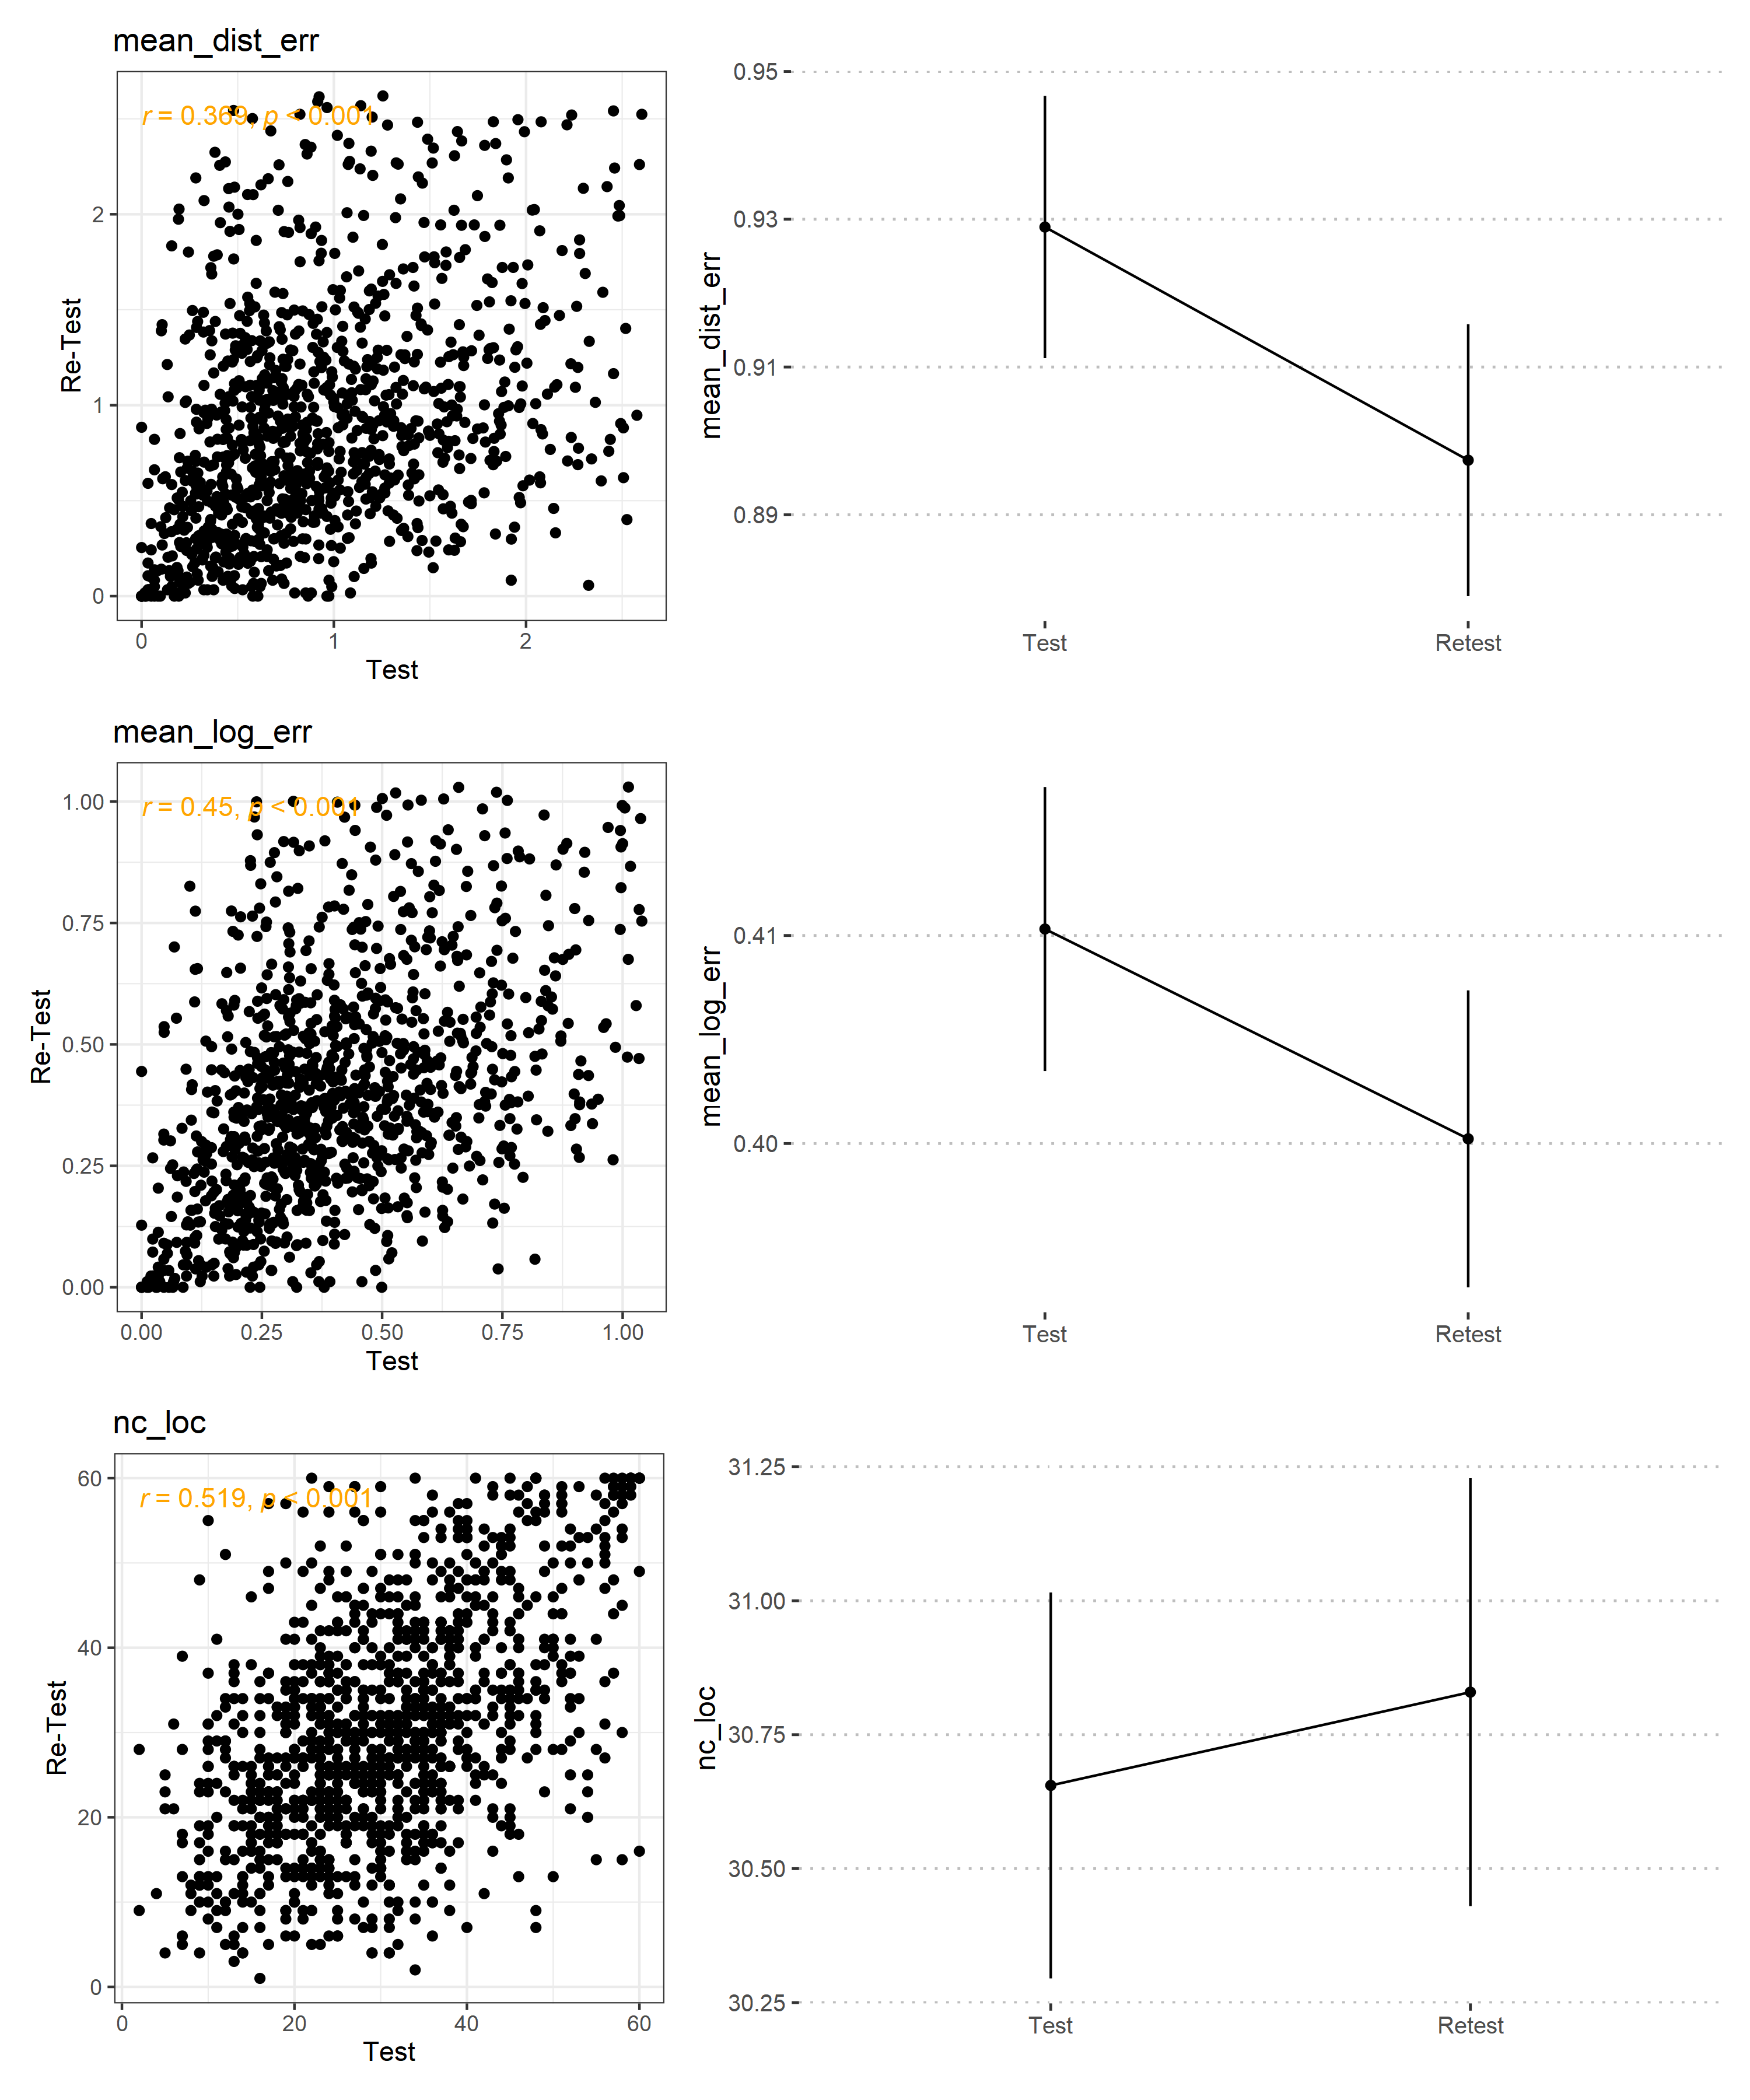 mean_dist_err
r = 0.369, p < 0.001
2
1
0
0 1 2
Re-Test
Test
0.95
0.93
0.91
0.89
mean_dist_err
Test Retest
mean_log_err
r = 0.45, p < 0.001
1.00
0.75
0.50
0.25
0.00
0.00 0.25 0.50 0.75 1.00
Re-Test
Test
0.41
0.40
mean_log_err
Test Retest
nc_loc
r = 0.519, p < 0.001
60
40
20
0
0 20 40 60
Re-Test
Test
31.25
31.00
30.75
30.50
30.25
nc_loc
Test Retest